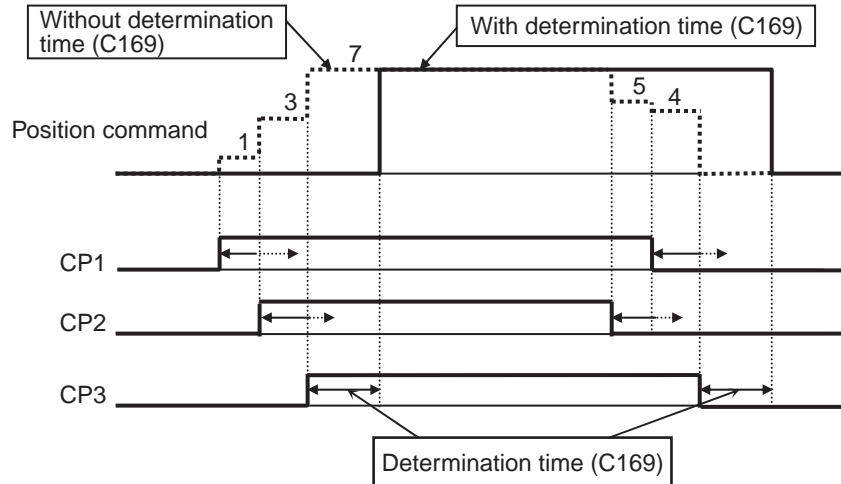 Without determination
time (C169)
With determination time (C169)
7
5
4
3
1
Position command
CP1
CP2
CP3
Determination time (C169)